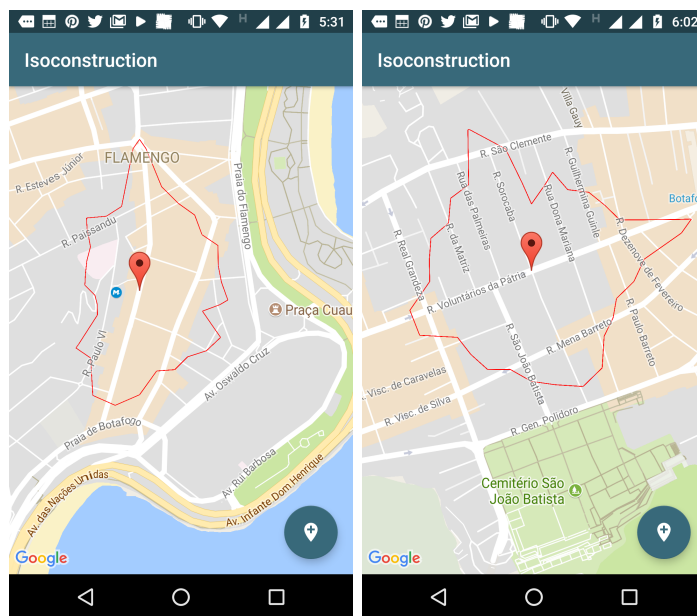 5:31
Isoconstruction
FLAMENGO
R. Esteves Júnior
Praia do Flamengo
R. Paissandu
M
Praça Cuau
R. Paulo VI
Av. Oswaldo Cruz
Praia de Botafogo
Av. Rui Barbosa
Av. das Nações Unidas
Av. Infante Dom Henrique
Google
H
6:02
Isoconstruction
Villa Gauy
R. São Clemente
R. Guilhermina Guinle
Rua das Palmeiras
R. Sorocaba
Rua Dona Mariana
Botafo
R. da Matriz
R. Real Grandeza
R. Dezenove de Fevereiro
R. Voluntários da Pátria
R. Paulo Barreto
R. São João Batista
R. Mena Barreto
R. Visc. de Caravelas
R. Visc. de Silva
R. Gen. Polidoro
Cemitério São
João Batista
Google